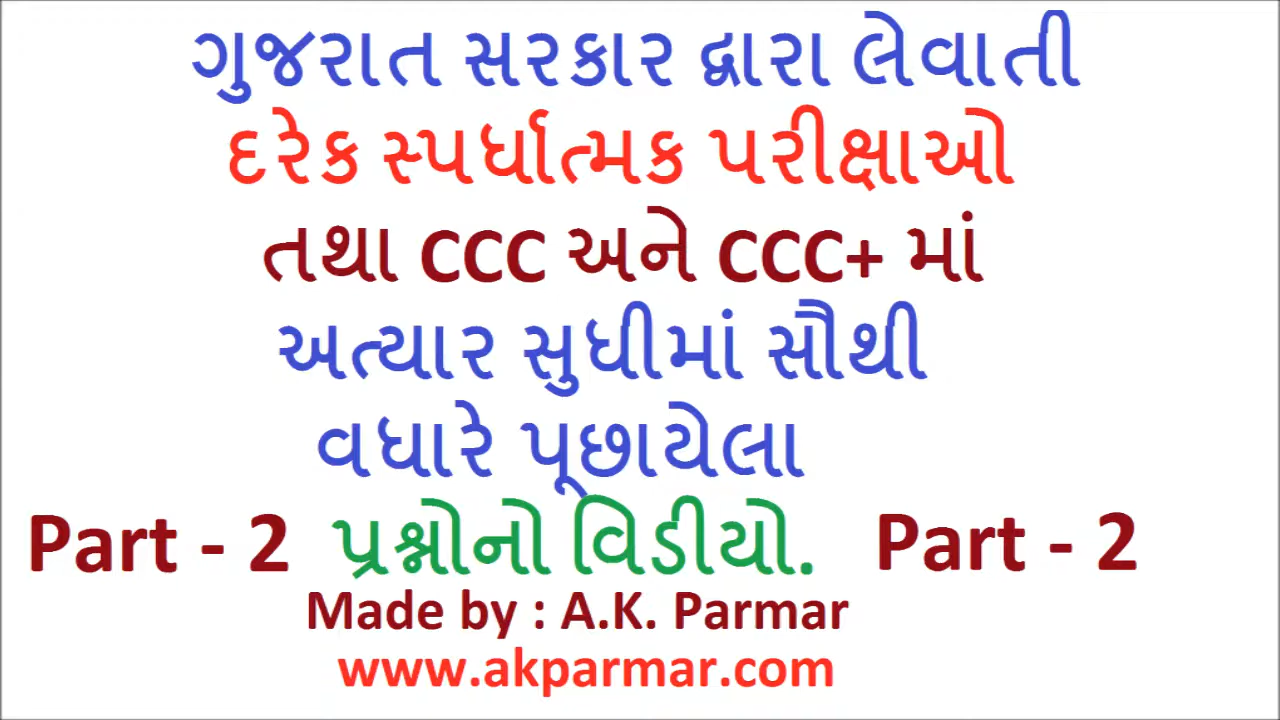 ગુજરાત સરકાર દ્વારા લેવાતી
દરેક સ્પર્ધાત્મક પરીક્ષાઓ
તથા CCC અને CCC+ માં
અત્યાર સુધીમાં સૌથી
વધારે પૂછાયેલા
Part - 2 પ્રશ્નોનો વિડીયો. Part - 2
Made by : A.K. Parmar
www.akparmar.com